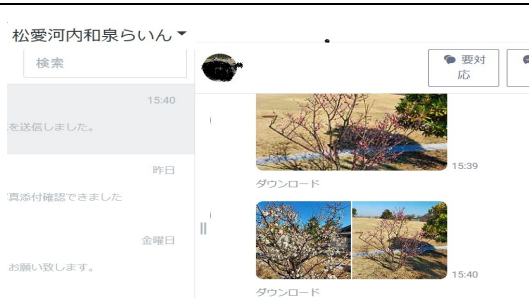 松愛河内和泉らいん
検索
要対
応
15:40
を送信しました。
15:39
昨日
ダウンロード
真添付確認できました
金曜日
お願い致します。
15:40
ダウンロード